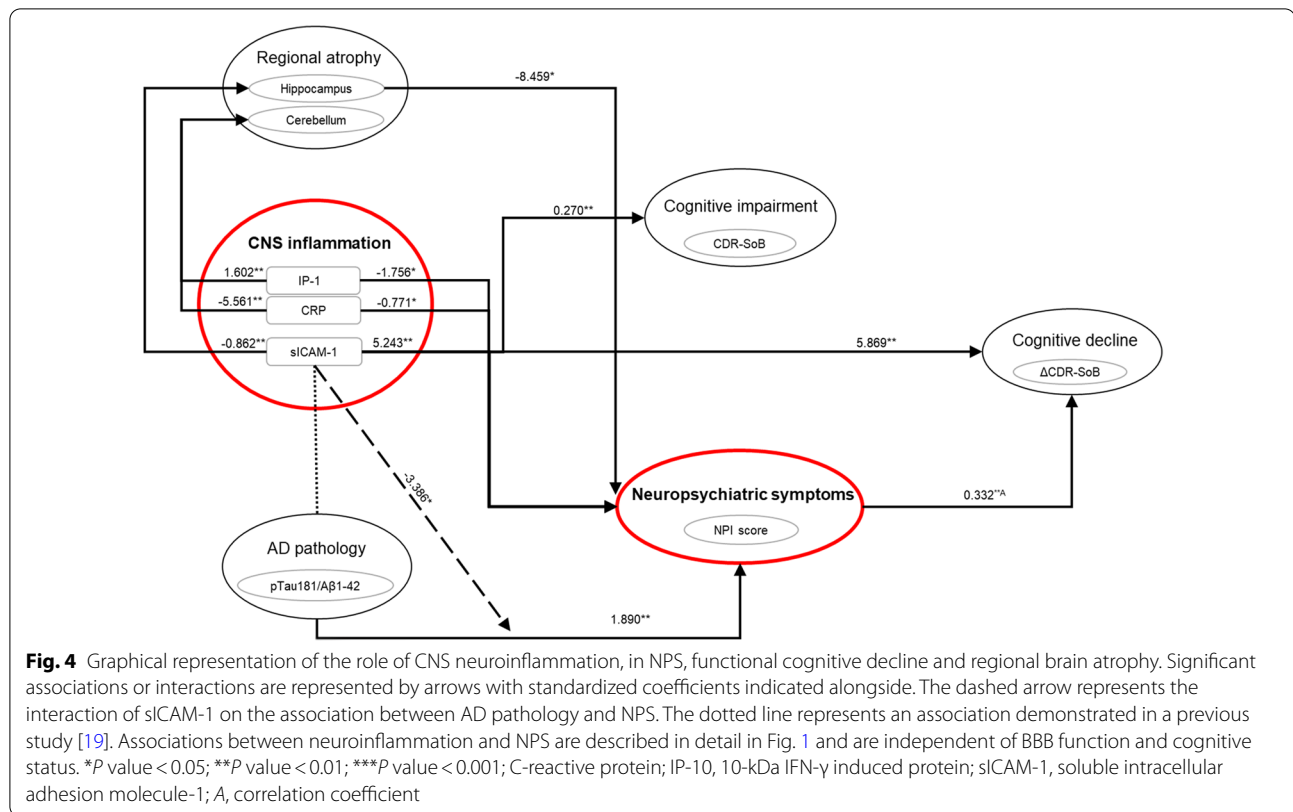 Regional atrophy
Hippocampus
Cerebellum
-8.459*
Cognitive impairment
CDR-SoB
0.270**
CNS inflammation
1.602** IP-1 -1.756*
-5.561** CRP -0.771*
-0.862** sICAM-1 5.243**
5.869**
Cognitive decline
ΔCDR-SoB
-3.386*
Neuropsychiatric symptoms
NPI score
0.332**A
AD pathology
pTau181/Aβ1-42
1.890**
Fig. 4 Graphical representation of the role of CNS neuroinflammation, in NPS, functional cognitive decline and regional brain atrophy. Significant
associations or interactions are represented by arrows with standardized coefficients indicated alongside. The dashed arrow represents the
interaction of sICAM-1 on the association between AD pathology and NPS. The dotted line represents an association demonstrated in a previous
study [19]. Associations between neuroinflammation and NPS are described in detail in Fig. 1 and are independent of BBB function and cognitive
status. *P value < 0.05; **P value < 0.01; ***P value < 0.001; C-reactive protein; IP-10, 10-kDa IFN-γ induced protein; sICAM-1, soluble intracellular
adhesion molecule-1; A, correlation coefficient